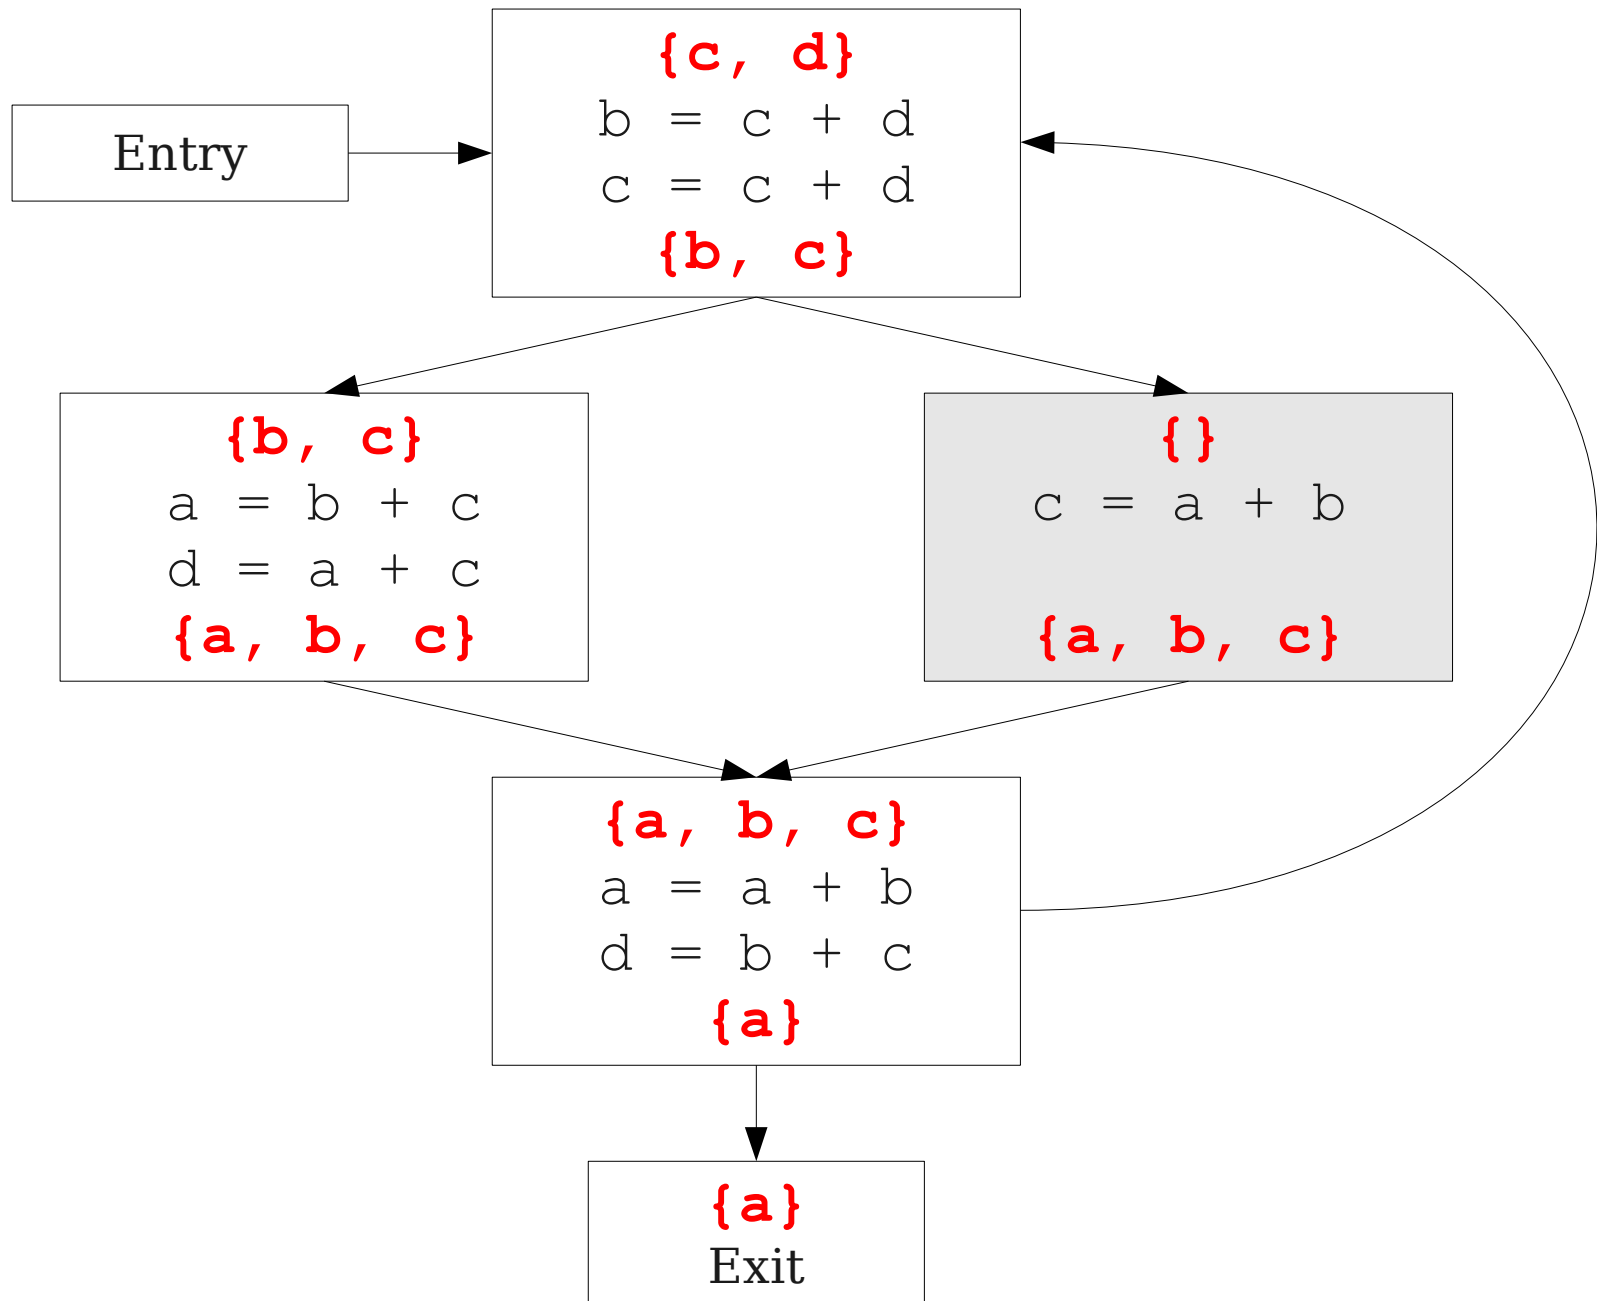 {c, d}
Entry
b = c + d
c = c + d
{b, c}
{b, c}
a = b + c
d = a + c
{a, b, c}
{}
c = a + b
{a, b, c}
{a, b, c}
a = a + b
d = b + c
{a}
{a}
Exit